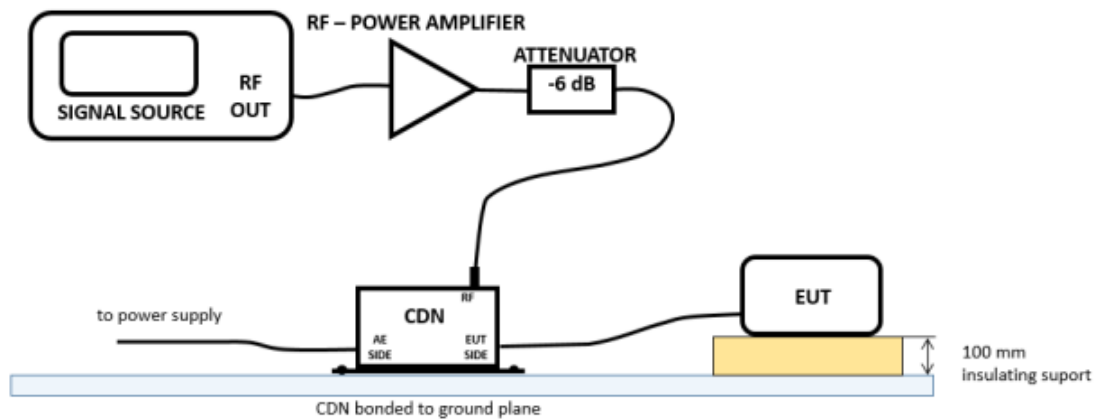 RF – POWER AMPLIFIER
ATTENUATOR
-6 dB
RF
OUT
SIGNAL SOURCE
RF
CDN
EUT
to power supply
AE
SIDE
EUT
SIDE
100 mm
insulating suport
CDN bonded to ground plane